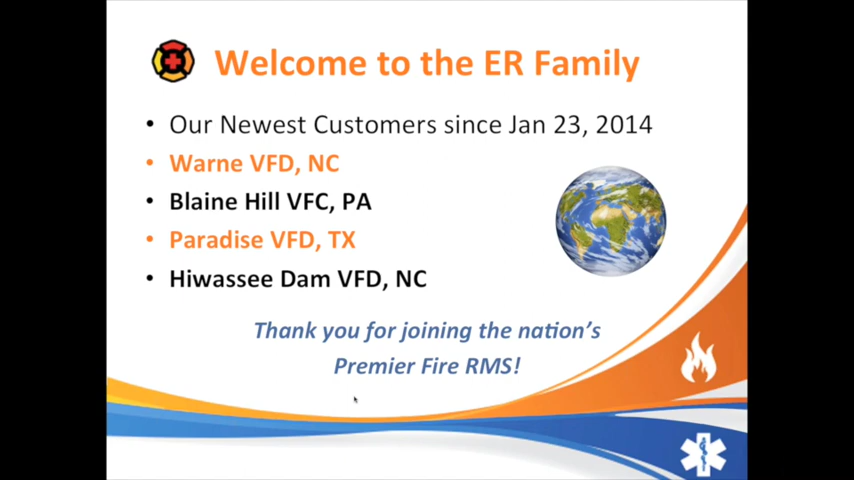 Welcome to the ER Family
• Our Newest Customers since Jan 23, 2014
• Warne VFD, NC
• Blaine Hill VFC, PA
• Paradise VFD, TX
• Hiwassee Dam VFD, NC
Thank you for joining the nation's
Premier Fire RMS!